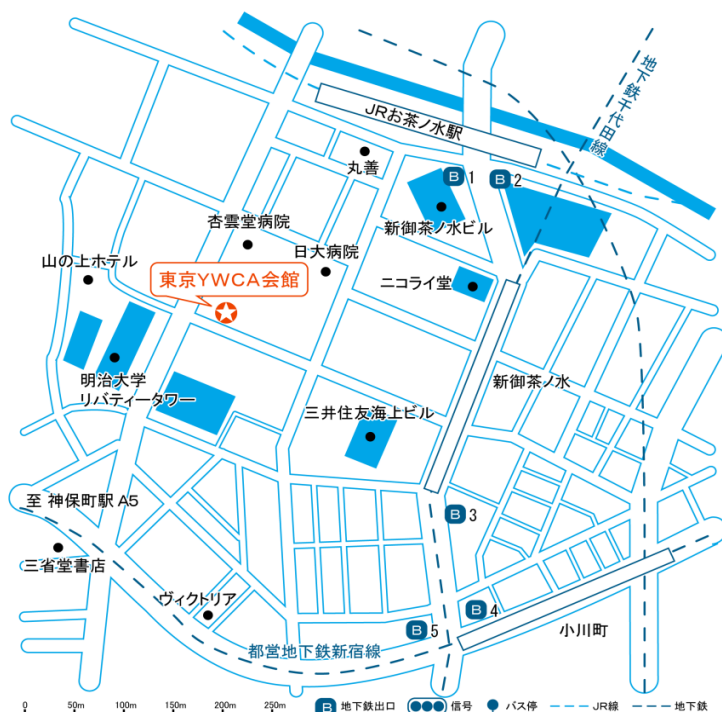 地下鉄千代田線
JRお茶ノ水駅
丸善
B1
B2
新御茶ノ水ビル
杏雲堂病院
日大病院
山の上ホテル
東京YWCA会館
ニコライ堂
明治大学
リバティータワー
新御茶ノ水
三井住友海上ビル
至 神保町駅 A5
B3
三省堂書店
ヴィクトリア
B4
B5
小川町
都営地下鉄新宿線
0 50m 100m 150m 200m 250m
B 地下鉄出口 信号 バス停 JR線 地下鉄